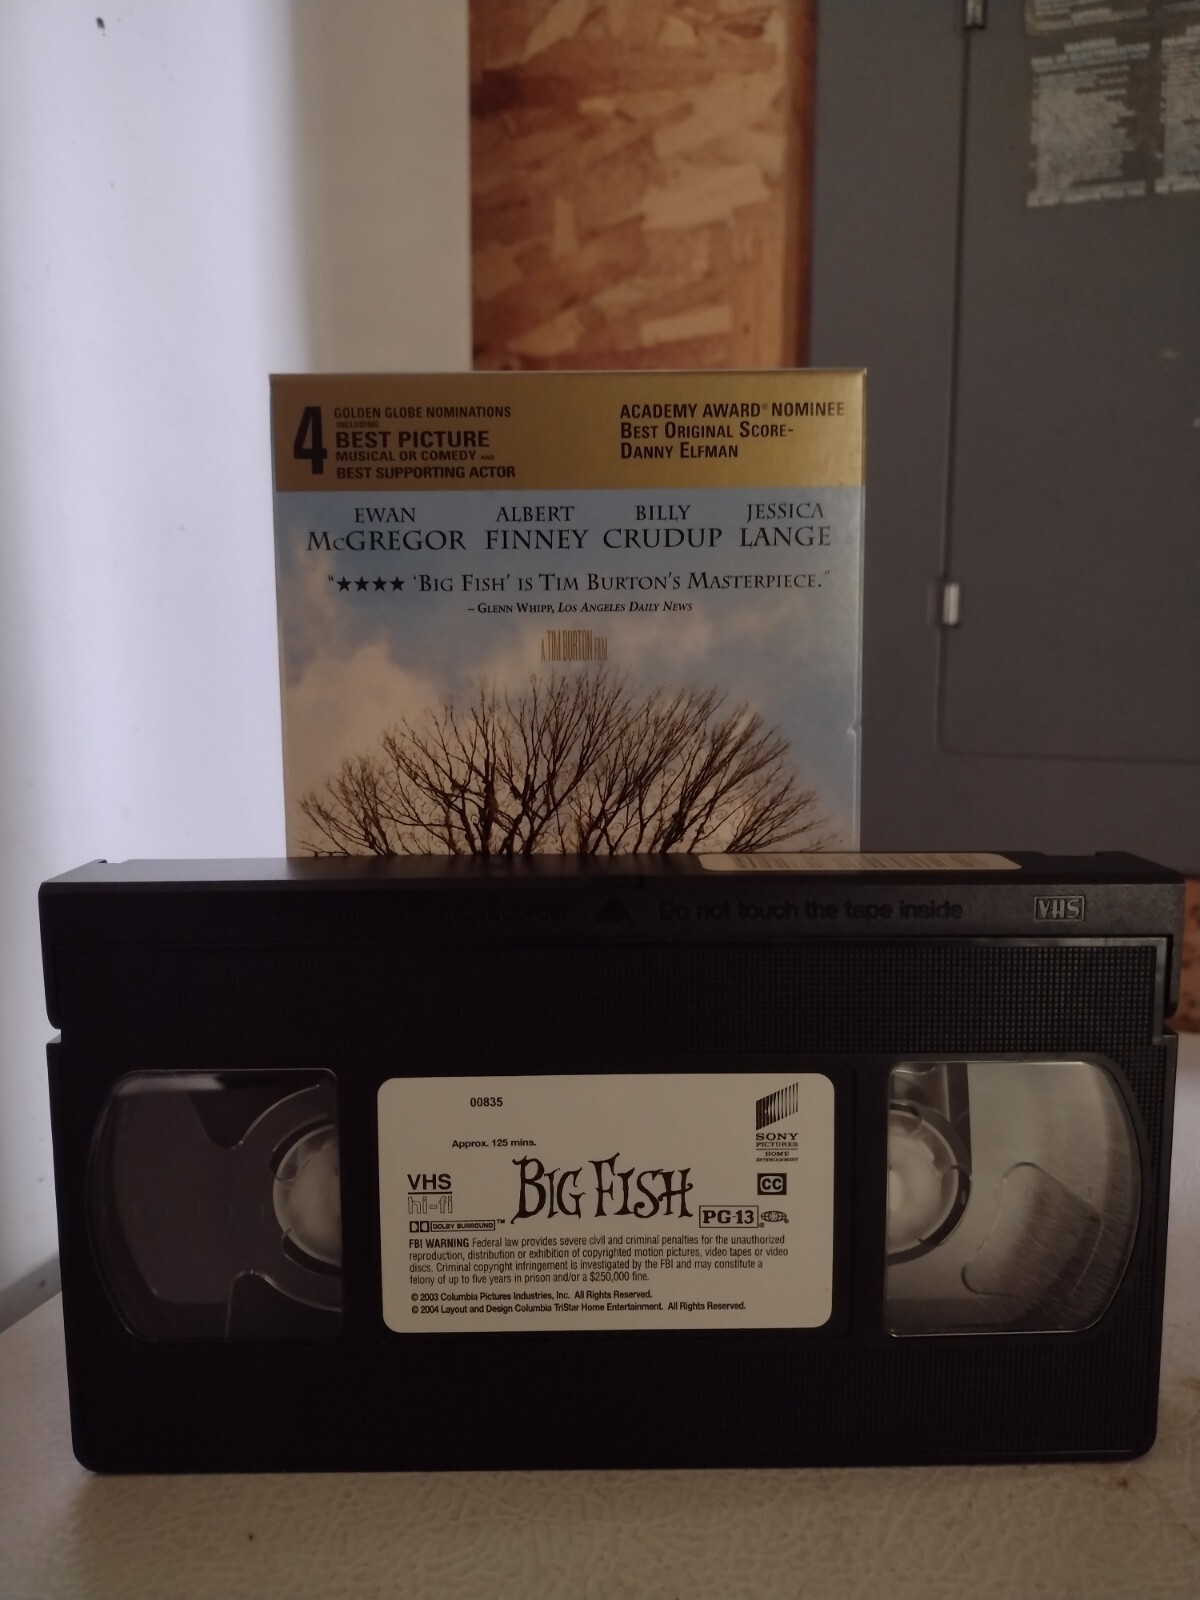 4 GOLDEN GLOBE NOMINATIONS
INCLUDING
BEST PICTURE
MUSICAL OR COMEDY AND
BEST SUPPORTING ACTOR
ACADEMY AWARD® NOMINEE
BEST ORIGINAL SCORE-
DANNY ELFMAN
EWAN McGREGOR
ALBERT FINNEY
BILLY CRUDUP
JESSICA LANGE
"★★★★ 'BIG FISH' IS TIM BURTON'S MASTERPIECE."
– GLENN WHIPP, LOS ANGELES DAILY NEWS
A TIM BURTON FILM
recorder ▲ Do not touch the tape inside
VHS
00835
Approx. 125 mins.
SONY
PICTURES
HOME
ENTERTAINMENT
VHS
hi-fi
DOLBY SURROUND™
BIG FISH
CC
PG-13®
FBI WARNING Federal law provides severe civil and criminal penalties for the unauthorized
reproduction, distribution or exhibition of copyrighted motion pictures, video tapes or video
discs. Criminal copyright infringement is investigated by the FBI and may constitute a
felony of up to five years in prison and/or a $250,000 fine.
© 2003 Columbia Pictures Industries, Inc. All Rights Reserved.
© 2004 Layout and Design Columbia TriStar Home Entertainment. All Rights Reserved.
WARNING